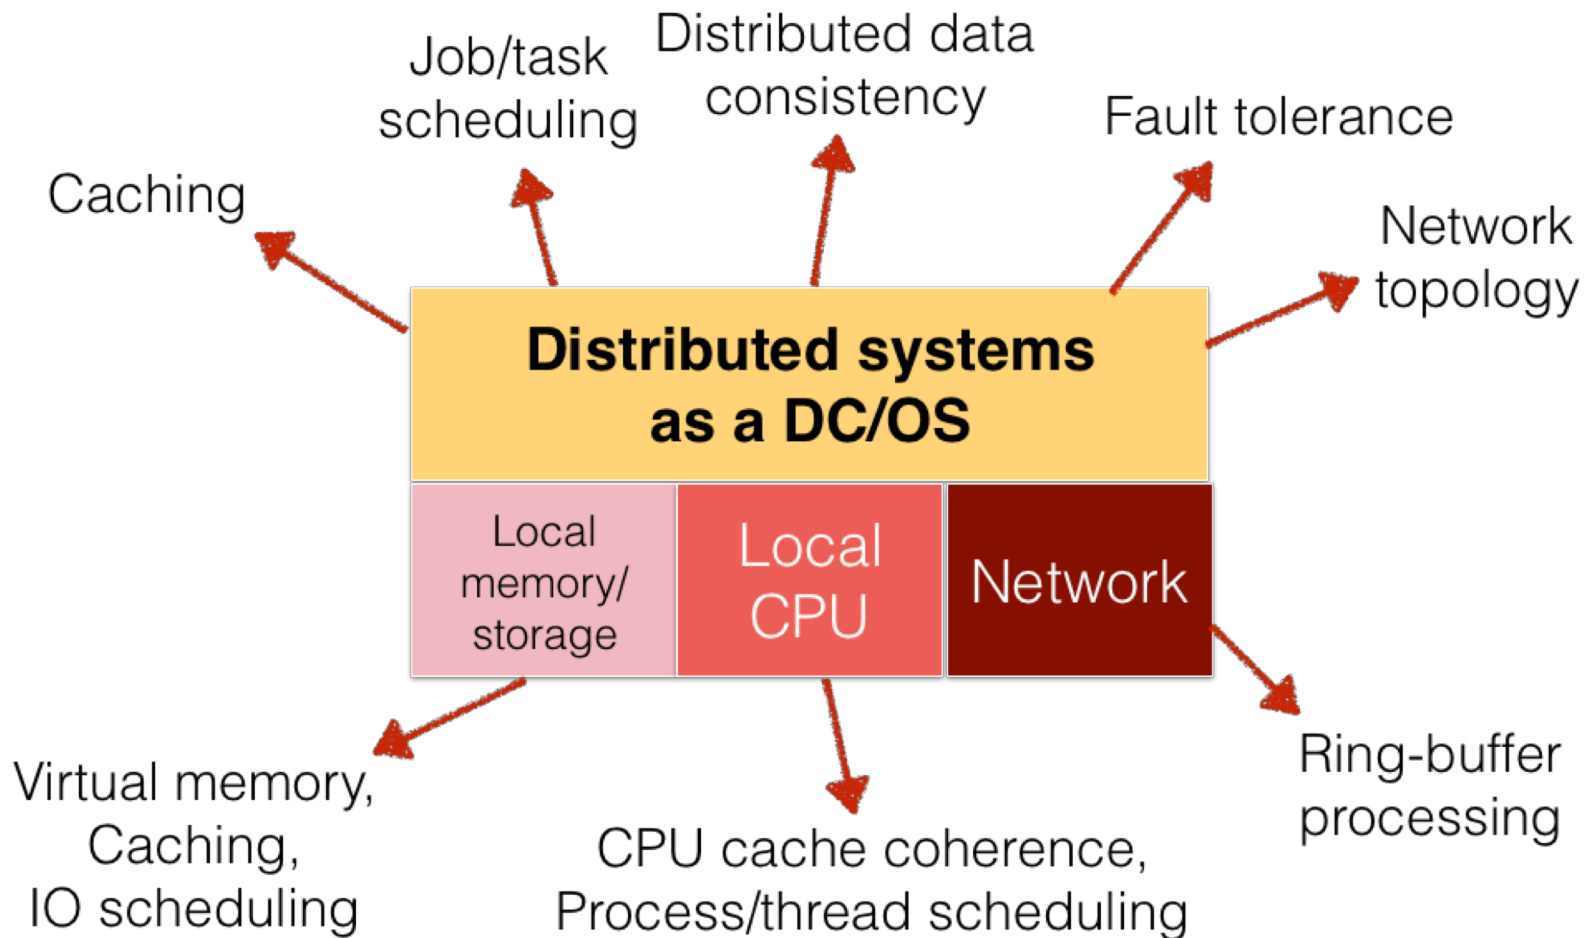 Distributed data
consistency
Job/task
scheduling
Fault tolerance
Caching
Network
topology
Distributed systems
as a DC/OS
Local
memory/
storage
Local
CPU
Network
Virtual memory,
Caching,
IO scheduling
CPU cache coherence,
Process/thread scheduling
Ring-buffer
processing